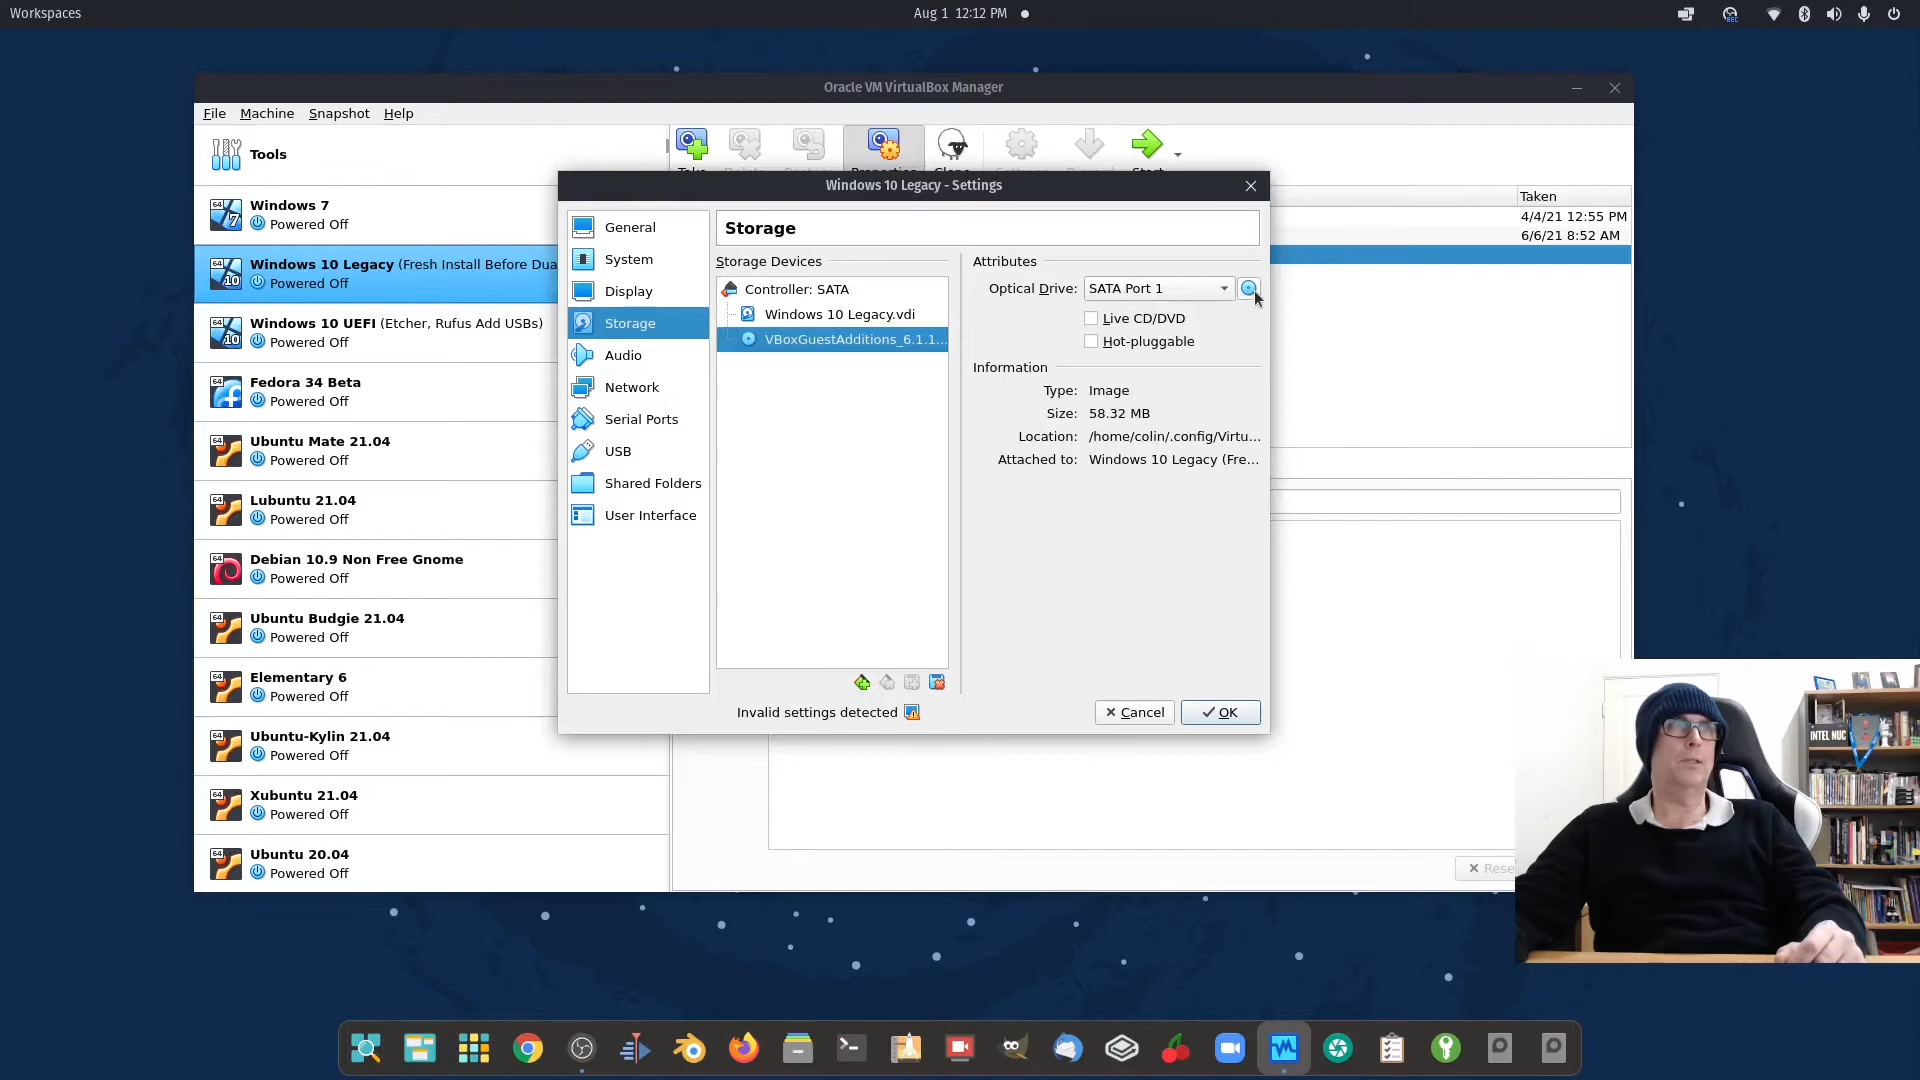 Workspaces
Aug 1 12:12 PM
REC
Oracle VM VirtualBox Manager
File Machine Snapshot Help
Tools
Windows 7
Powered Off
Windows 10 Legacy (Fresh Install Before Dua
Powered Off
Windows 10 UEFI (Etcher, Rufus Add USBs)
Powered Off
Fedora 34 Beta
Powered Off
Ubuntu Mate 21.04
Powered Off
Lubuntu 21.04
Powered Off
Debian 10.9 Non Free Gnome
Powered Off
Ubuntu Budgie 21.04
Powered Off
Elementary 6
Powered Off
Ubuntu-Kylin 21.04
Powered Off
Xubuntu 21.04
Powered Off
Ubuntu 20.04
Powered Off
Taken
4/4/21 12:55 PM
6/6/21 8:52 AM
Windows 10 Legacy - Settings
General
System
Display
Storage
Audio
Network
Serial Ports
USB
Shared Folders
User Interface
Storage
Storage Devices
Controller: SATA
Windows 10 Legacy.vdi
VBoxGuestAdditions_6.1.1...
Attributes
Optical Drive: SATA Port 1
Live CD/DVD
Hot-pluggable
Information
Type: Image
Size: 58.32 MB
Location: /home/colin/.config/Virtu...
Attached to: Windows 10 Legacy (Fre...
Invalid settings detected
Cancel
OK
Rese
INTEL NUC